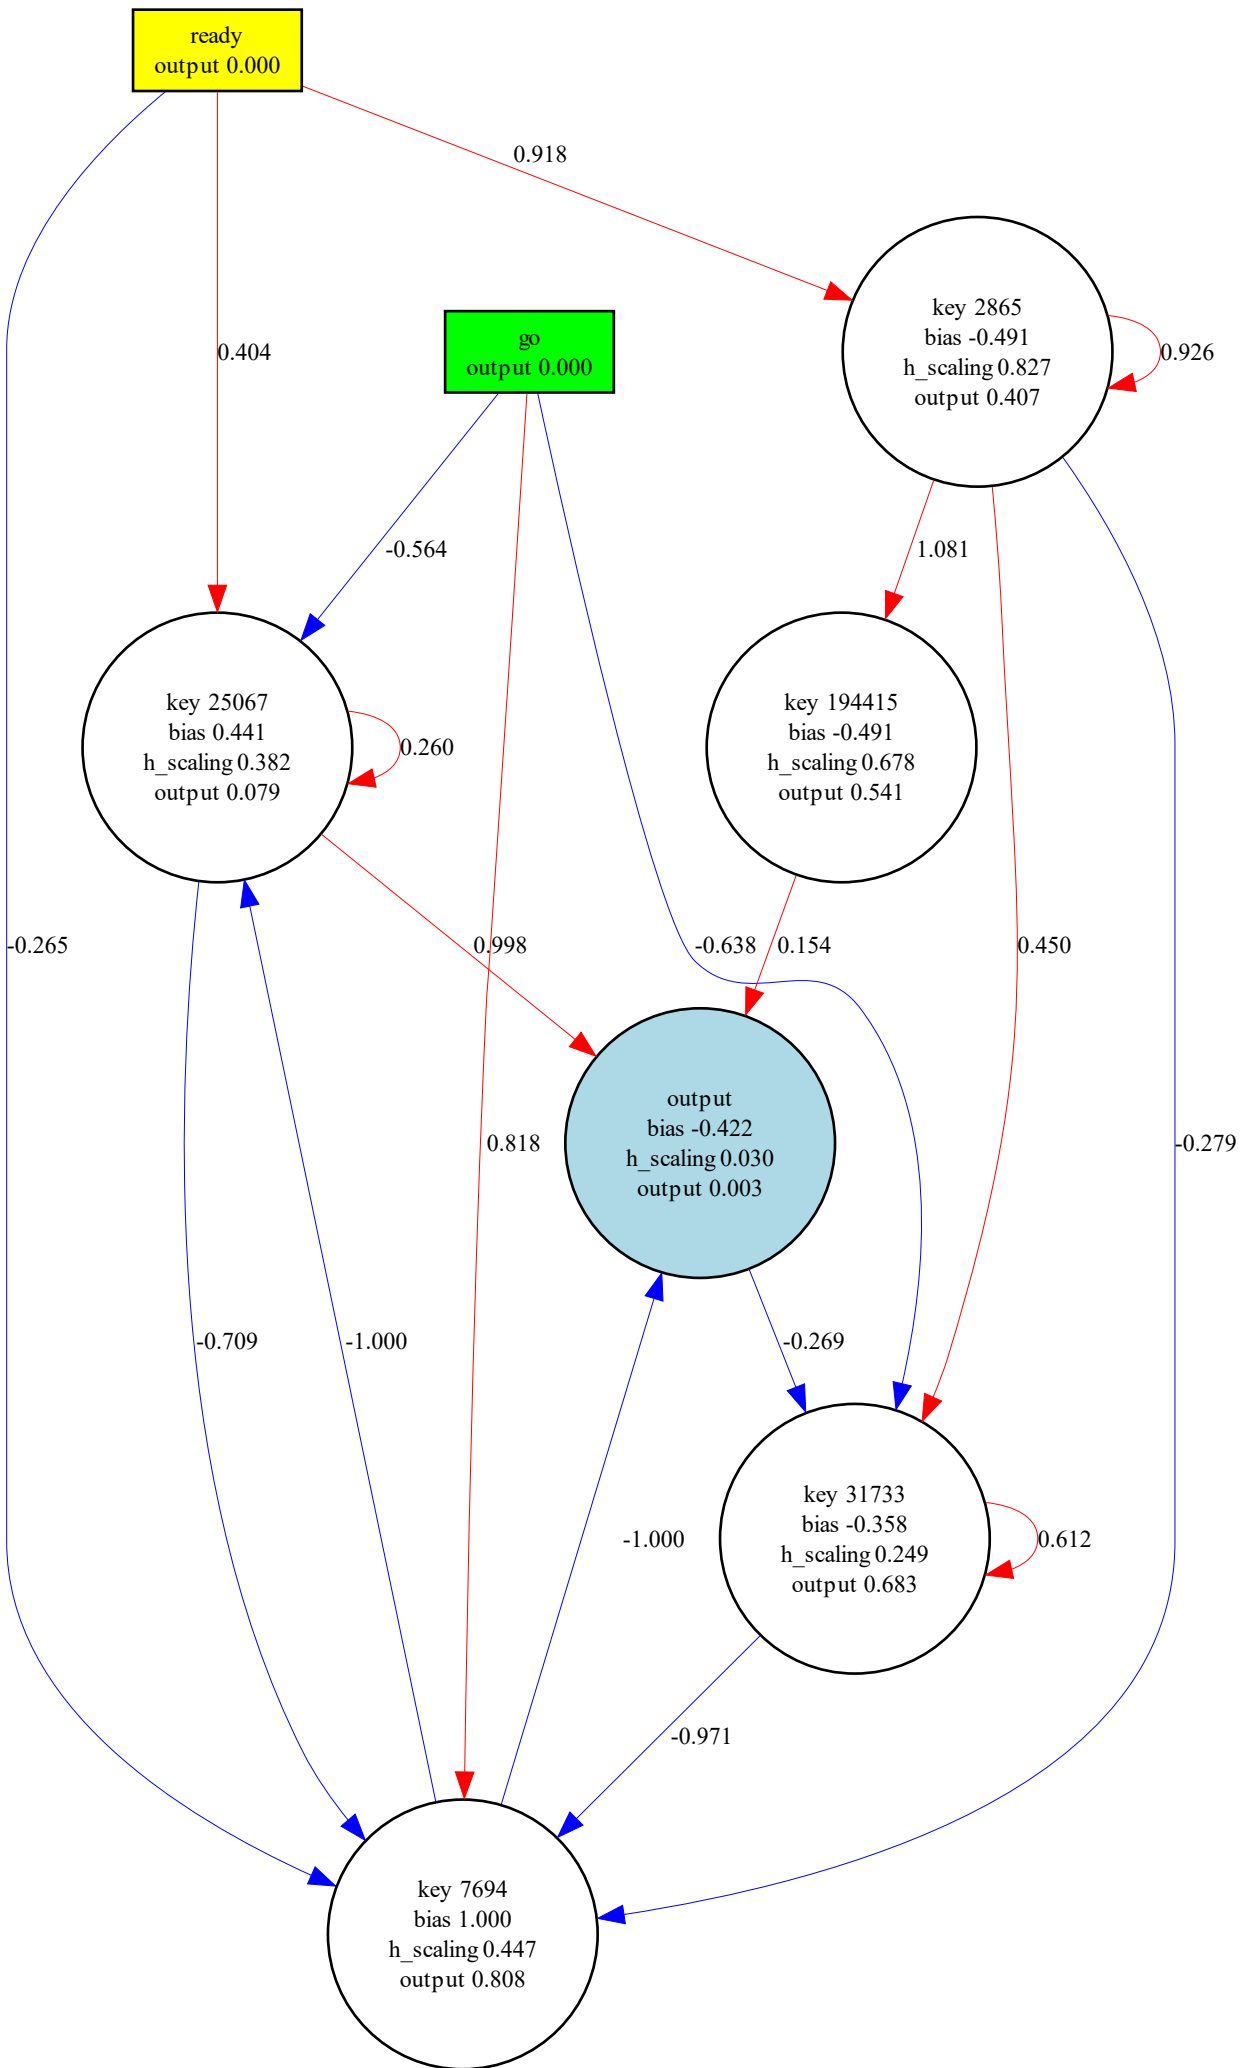 ready
output 0.000
0.918
key 2865
bias -0.491
h_scaling 0.827
output 0.407
0.926
0.404
go
output 0.000
-0.564
1.081
key 25067
bias 0.441
h_scaling 0.382
output 0.079
0.260
key 194415
bias -0.491
h_scaling 0.678
output 0.541
-0.265
0.998
-0.638
0.154
0.450
output
bias -0.422
h_scaling 0.030
output 0.003
0.818
-0.279
-0.709
-1.000
-0.269
key 31733
bias -0.358
h_scaling 0.249
output 0.683
0.612
-1.000
-0.971
key 7694
bias 1.000
h_scaling 0.447
output 0.808